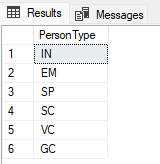 Results Messages
PersonType
1 IN
2 EM
3 SP
4 SC
5 VC
6 GC